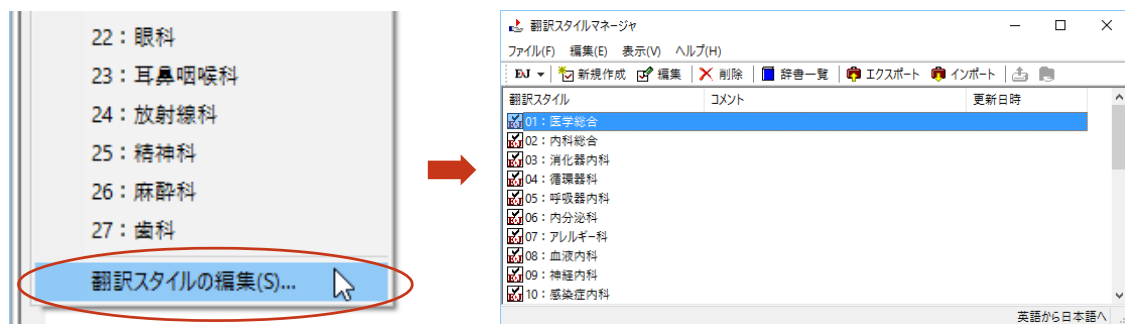 22：眼科
23：耳鼻咽喉科
24：放射線科
25：精神科
26：麻酔科
27：歯科
翻訳スタイルの編集(S)...
翻訳スタイルマネージャ
ファイル(F) 編集(E) 表示(V) ヘルプ(H)
EJ 新規作成 編集 削除 辞書一覧 エクスポート インポート
翻訳スタイル コメント 更新日時
01：医学総合
02：内科総合
03：消化器内科
04：循環器科
05：呼吸器内科
06：内分泌科
07：アレルギー科
08：血液内科
09：神経内科
10：感染症内科
英語から日本語へ